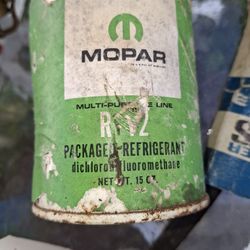 MOPAR
MULTI-PURPOSE LINE
R-12
PACKAGED REFRIGERANT
dichlorodifluoromethane
NET WT. 15 OZ.